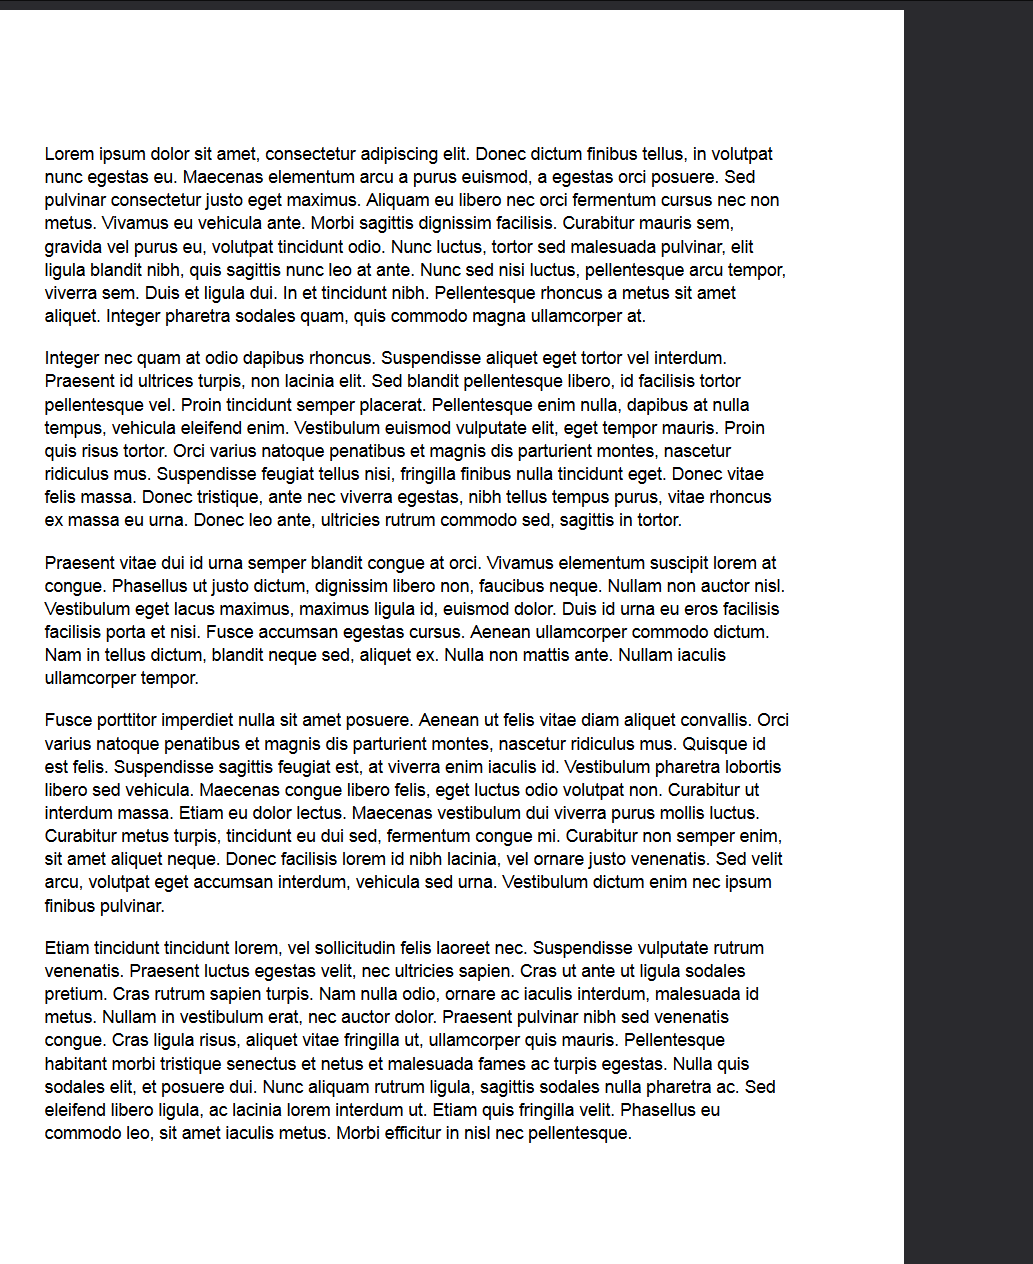 Lorem ipsum dolor sit amet, consectetur adipiscing elit. Donec dictum finibus tellus, in volutpat
nunc egestas eu. Maecenas elementum arcu a purus euismod, a egestas orci posuere. Sed
pulvinar consectetur justo eget maximus. Aliquam eu libero nec orci fermentum cursus nec non
metus. Vivamus eu vehicula ante. Morbi sagittis dignissim facilisis. Curabitur mauris sem,
gravida vel purus eu, volutpat tincidunt odio. Nunc luctus, tortor sed malesuada pulvinar, elit
ligula blandit nibh, quis sagittis nunc leo at ante. Nunc sed nisi luctus, pellentesque arcu tempor,
viverra sem. Duis et ligula dui. In et tincidunt nibh. Pellentesque rhoncus a metus sit amet
aliquet. Integer pharetra sodales quam, quis commodo magna ullamcorper at.
Integer nec quam at odio dapibus rhoncus. Suspendisse aliquet eget tortor vel interdum.
Praesent id ultrices turpis, non lacinia elit. Sed blandit pellentesque libero, id facilisis tortor
pellentesque vel. Proin tincidunt semper placerat. Pellentesque enim nulla, dapibus at nulla
tempus, vehicula eleifend enim. Vestibulum euismod vulputate elit, eget tempor mauris. Proin
quis risus tortor. Orci varius natoque penatibus et magnis dis parturient montes, nascetur
ridiculus mus. Suspendisse feugiat tellus nisi, fringilla finibus nulla tincidunt eget. Donec vitae
felis massa. Donec tristique, ante nec viverra egestas, nibh tellus tempus purus, vitae rhoncus
ex massa eu urna. Donec leo ante, ultricies rutrum commodo sed, sagittis in tortor.
Praesent vitae dui id urna semper blandit congue at orci. Vivamus elementum suscipit lorem at
congue. Phasellus ut justo dictum, dignissim libero non, faucibus neque. Nullam non auctor nisl.
Vestibulum eget lacus maximus, maximus ligula id, euismod dolor. Duis id urna eu eros facilisis
facilisis porta et nisi. Fusce accumsan egestas cursus. Aenean ullamcorper commodo dictum.
Nam in tellus dictum, blandit neque sed, aliquet ex. Nulla non mattis ante. Nullam iaculis
ullamcorper tempor.
Fusce porttitor imperdiet nulla sit amet posuere. Aenean ut felis vitae diam aliquet convallis. Orci
varius natoque penatibus et magnis dis parturient montes, nascetur ridiculus mus. Quisque id
est felis. Suspendisse sagittis feugiat est, at viverra enim iaculis id. Vestibulum pharetra lobortis
libero sed vehicula. Maecenas congue libero felis, eget luctus odio volutpat non. Curabitur ut
interdum massa. Etiam eu dolor lectus. Maecenas vestibulum dui viverra purus mollis luctus.
Curabitur metus turpis, tincidunt eu dui sed, fermentum congue mi. Curabitur non semper enim,
sit amet aliquet neque. Donec facilisis lorem id nibh lacinia, vel ornare justo venenatis. Sed velit
arcu, volutpat eget accumsan interdum, vehicula sed urna. Vestibulum dictum enim nec ipsum
finibus pulvinar.
Etiam tincidunt tincidunt lorem, vel sollicitudin felis laoreet nec. Suspendisse vulputate rutrum
venenatis. Praesent luctus egestas velit, nec ultricies sapien. Cras ut ante ut ligula sodales
pretium. Cras rutrum sapien turpis. Nam nulla odio, ornare ac iaculis interdum, malesuada id
metus. Nullam in vestibulum erat, nec auctor dolor. Praesent pulvinar nibh sed venenatis
congue. Cras ligula risus, aliquet vitae fringilla ut, ullamcorper quis mauris. Pellentesque
habitant morbi tristique senectus et netus et malesuada fames ac turpis egestas. Nulla quis
sodales elit, et posuere dui. Nunc aliquam rutrum ligula, sagittis sodales nulla pharetra ac. Sed
eleifend libero ligula, ac lacinia lorem interdum ut. Etiam quis fringilla velit. Phasellus eu
commodo leo, sit amet iaculis metus. Morbi efficitur in nisl nec pellentesque.